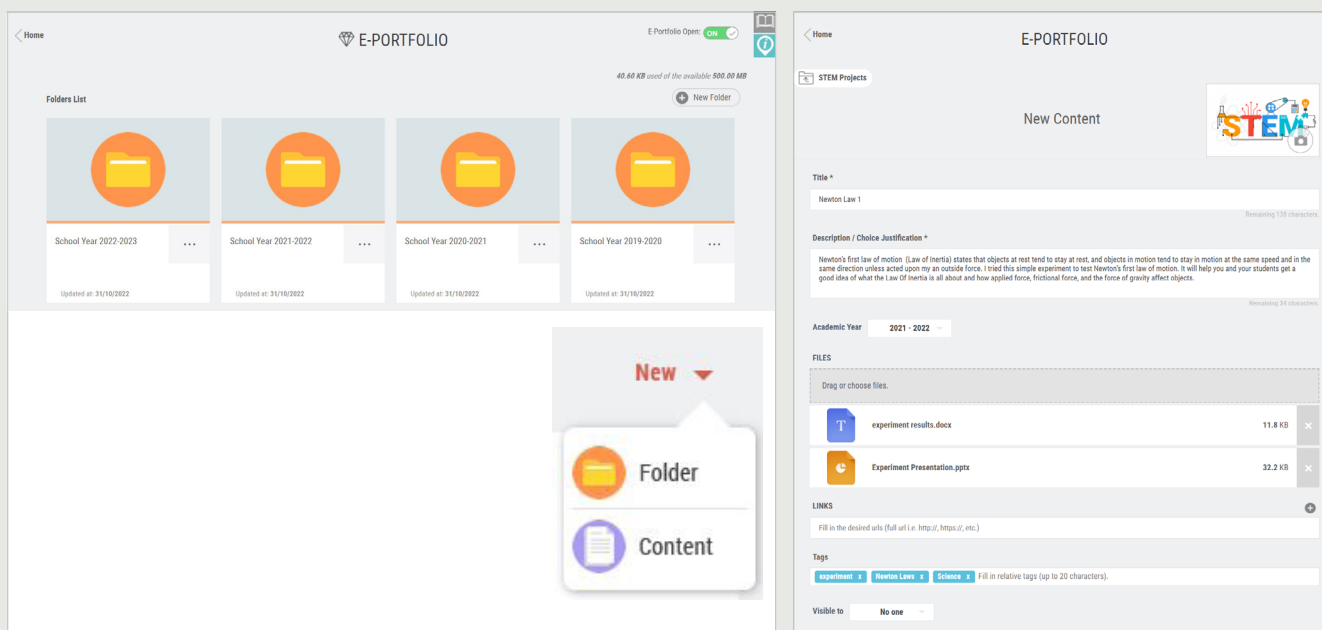 Home
E-PORTFOLIO
E-Portfolio Open: ON
40.60 KB used of the available 500.00 MB
Folders List
New Folder
School Year 2022-2023
...
School Year 2021-2022
...
School Year 2020-2021
...
School Year 2019-2020
...
Updated at: 31/10/2022
Updated at: 31/10/2022
Updated at: 31/10/2022
Updated at: 31/10/2022
New
Folder
Content
Home
E-PORTFOLIO
STEM Projects
New Content
STEM
Title *
Newton Law 1
Remaining 138 characters.
Description / Choice Justification *
Newton's first law of motion (Law of Inertia) states that objects at rest tend to stay at rest, and objects in motion tend to stay in motion at the same speed and in the
same direction unless acted upon my an outside force. I tried this simple experiment to test Newton's first law of motion. It will help you and your students get a
good idea of what the Law Of Inertia is all about and how applied force, frictional force, and the force of gravity affect objects.
Remaining 34 characters.
Academic Year 2021 - 2022
FILES
Drag or choose files.
T experiment results.docx 11.8 KB x
Experiment Presentation.pptx 32.2 KB x
LINKS
Fill in the desired urls (full url i.e. http://, https://, etc.)
Tags
experiment x Newton Laws x Science x Fill in relative tags (up to 20 characters).
Visible to No one